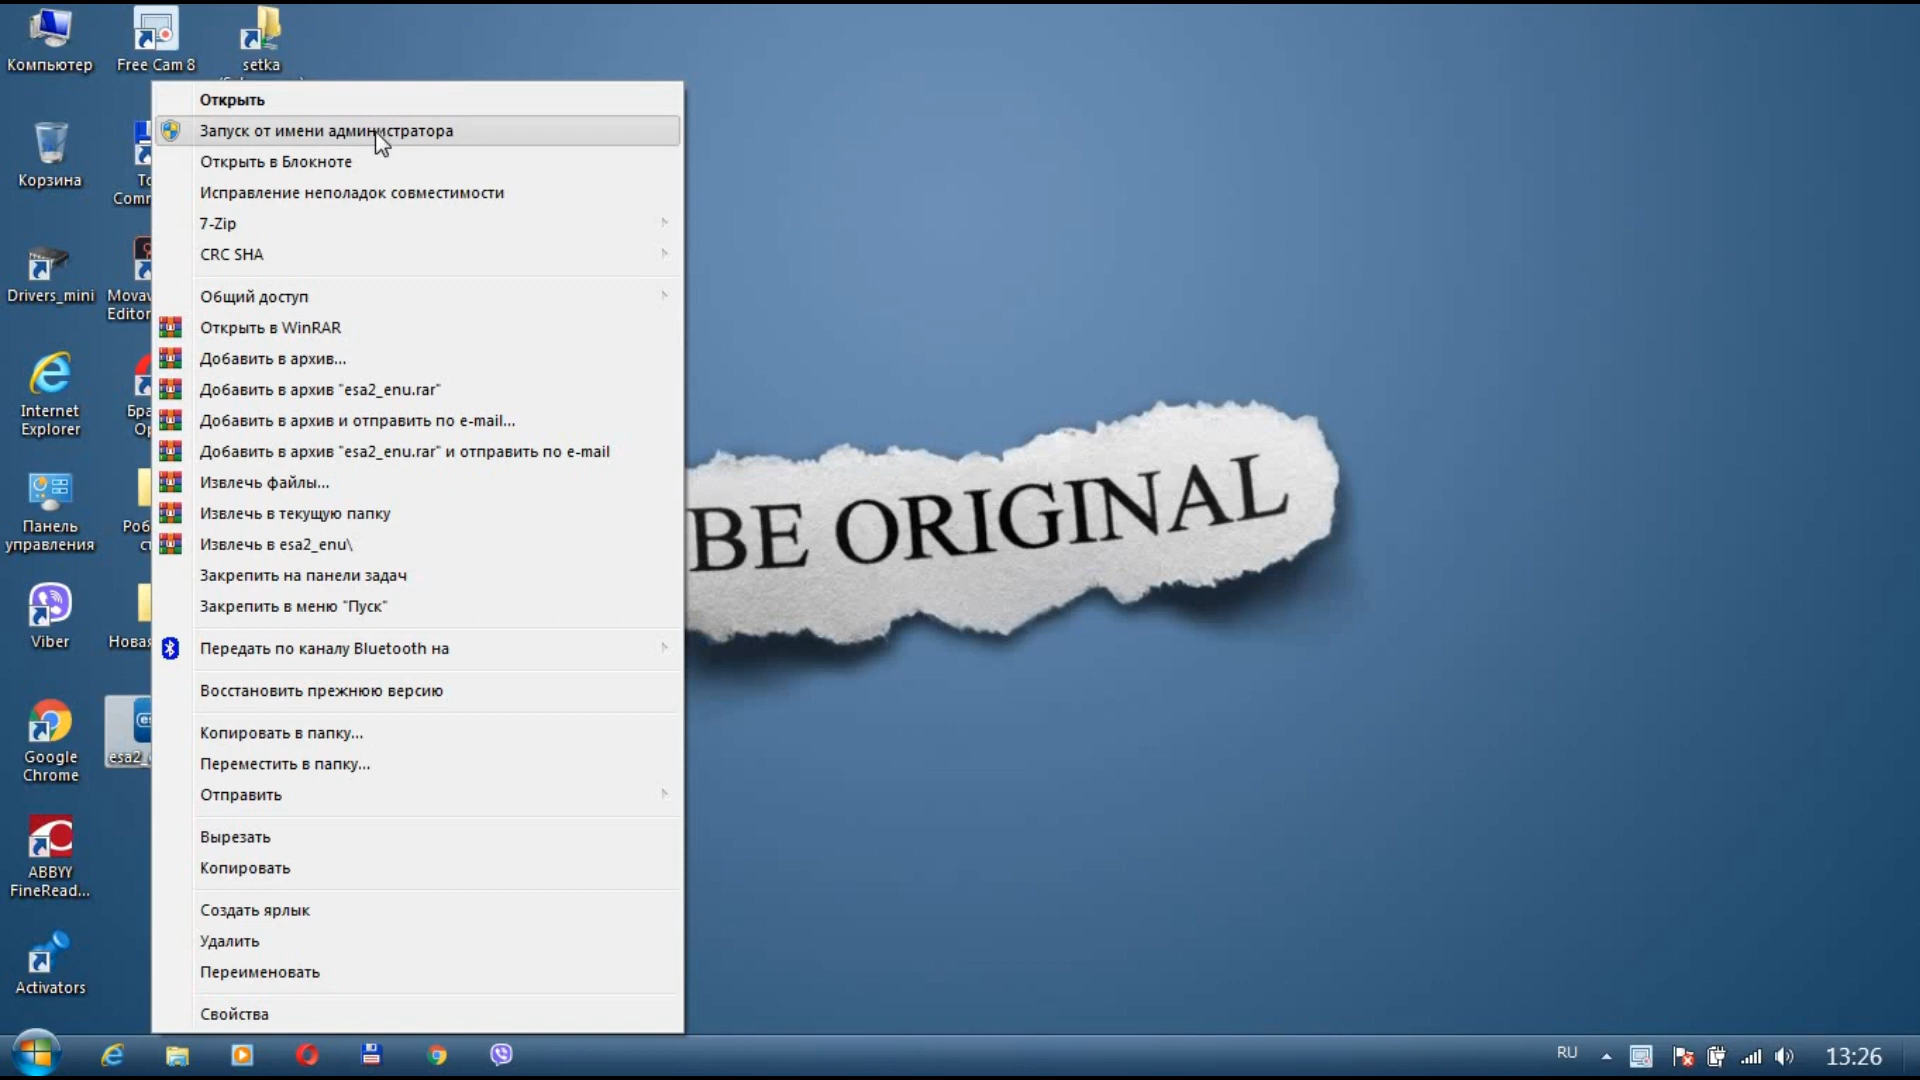 Компьютер
Free Cam 8
setka
Корзина
Drivers_mini
Internet
Explorer
Панель
управления
Viber
Google
Chrome
ABBYY
FineRead...
Activators
Открыть
Запуск от имени администратора
Открыть в Блокноте
Исправление неполадок совместимости
7-Zip
CRC SHA
Общий доступ
Открыть в WinRAR
Добавить в архив...
Добавить в архив "esa2_enu.rar"
Добавить в архив и отправить по e-mail...
Добавить в архив "esa2_enu.rar" и отправить по e-mail
Извлечь файлы...
Извлечь в текущую папку
Извлечь в esa2_enu\
Закрепить на панели задач
Закрепить в меню "Пуск"
Передать по каналу Bluetooth на
Восстановить прежнюю версию
Копировать в папку...
Переместить в папку...
Отправить
Вырезать
Копировать
Создать ярлык
Удалить
Переименовать
Свойства
BE ORIGINAL
RU
13:26